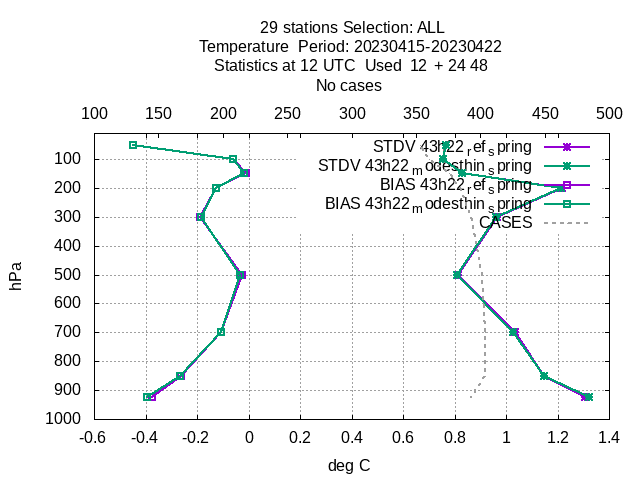 29 stations Selection: ALL
Temperature  Period: 20230415-20230422
Statistics at 12 UTC  Used  12  + 24 48
No cases
100 150 200 250 300 350 400 450 500
STDV 43h22_ref_spring
100
STDV 43h22_modesthin_spring
BIAS 43h22_ref_spring
200
BIAS 43h22_modesthin_spring
300
CASES
400
500
600
700
800
900
1000
-0.6 -0.4 -0.2 0 0.2 0.4 0.6 0.8 1 1.2 1.4
hPa
deg C